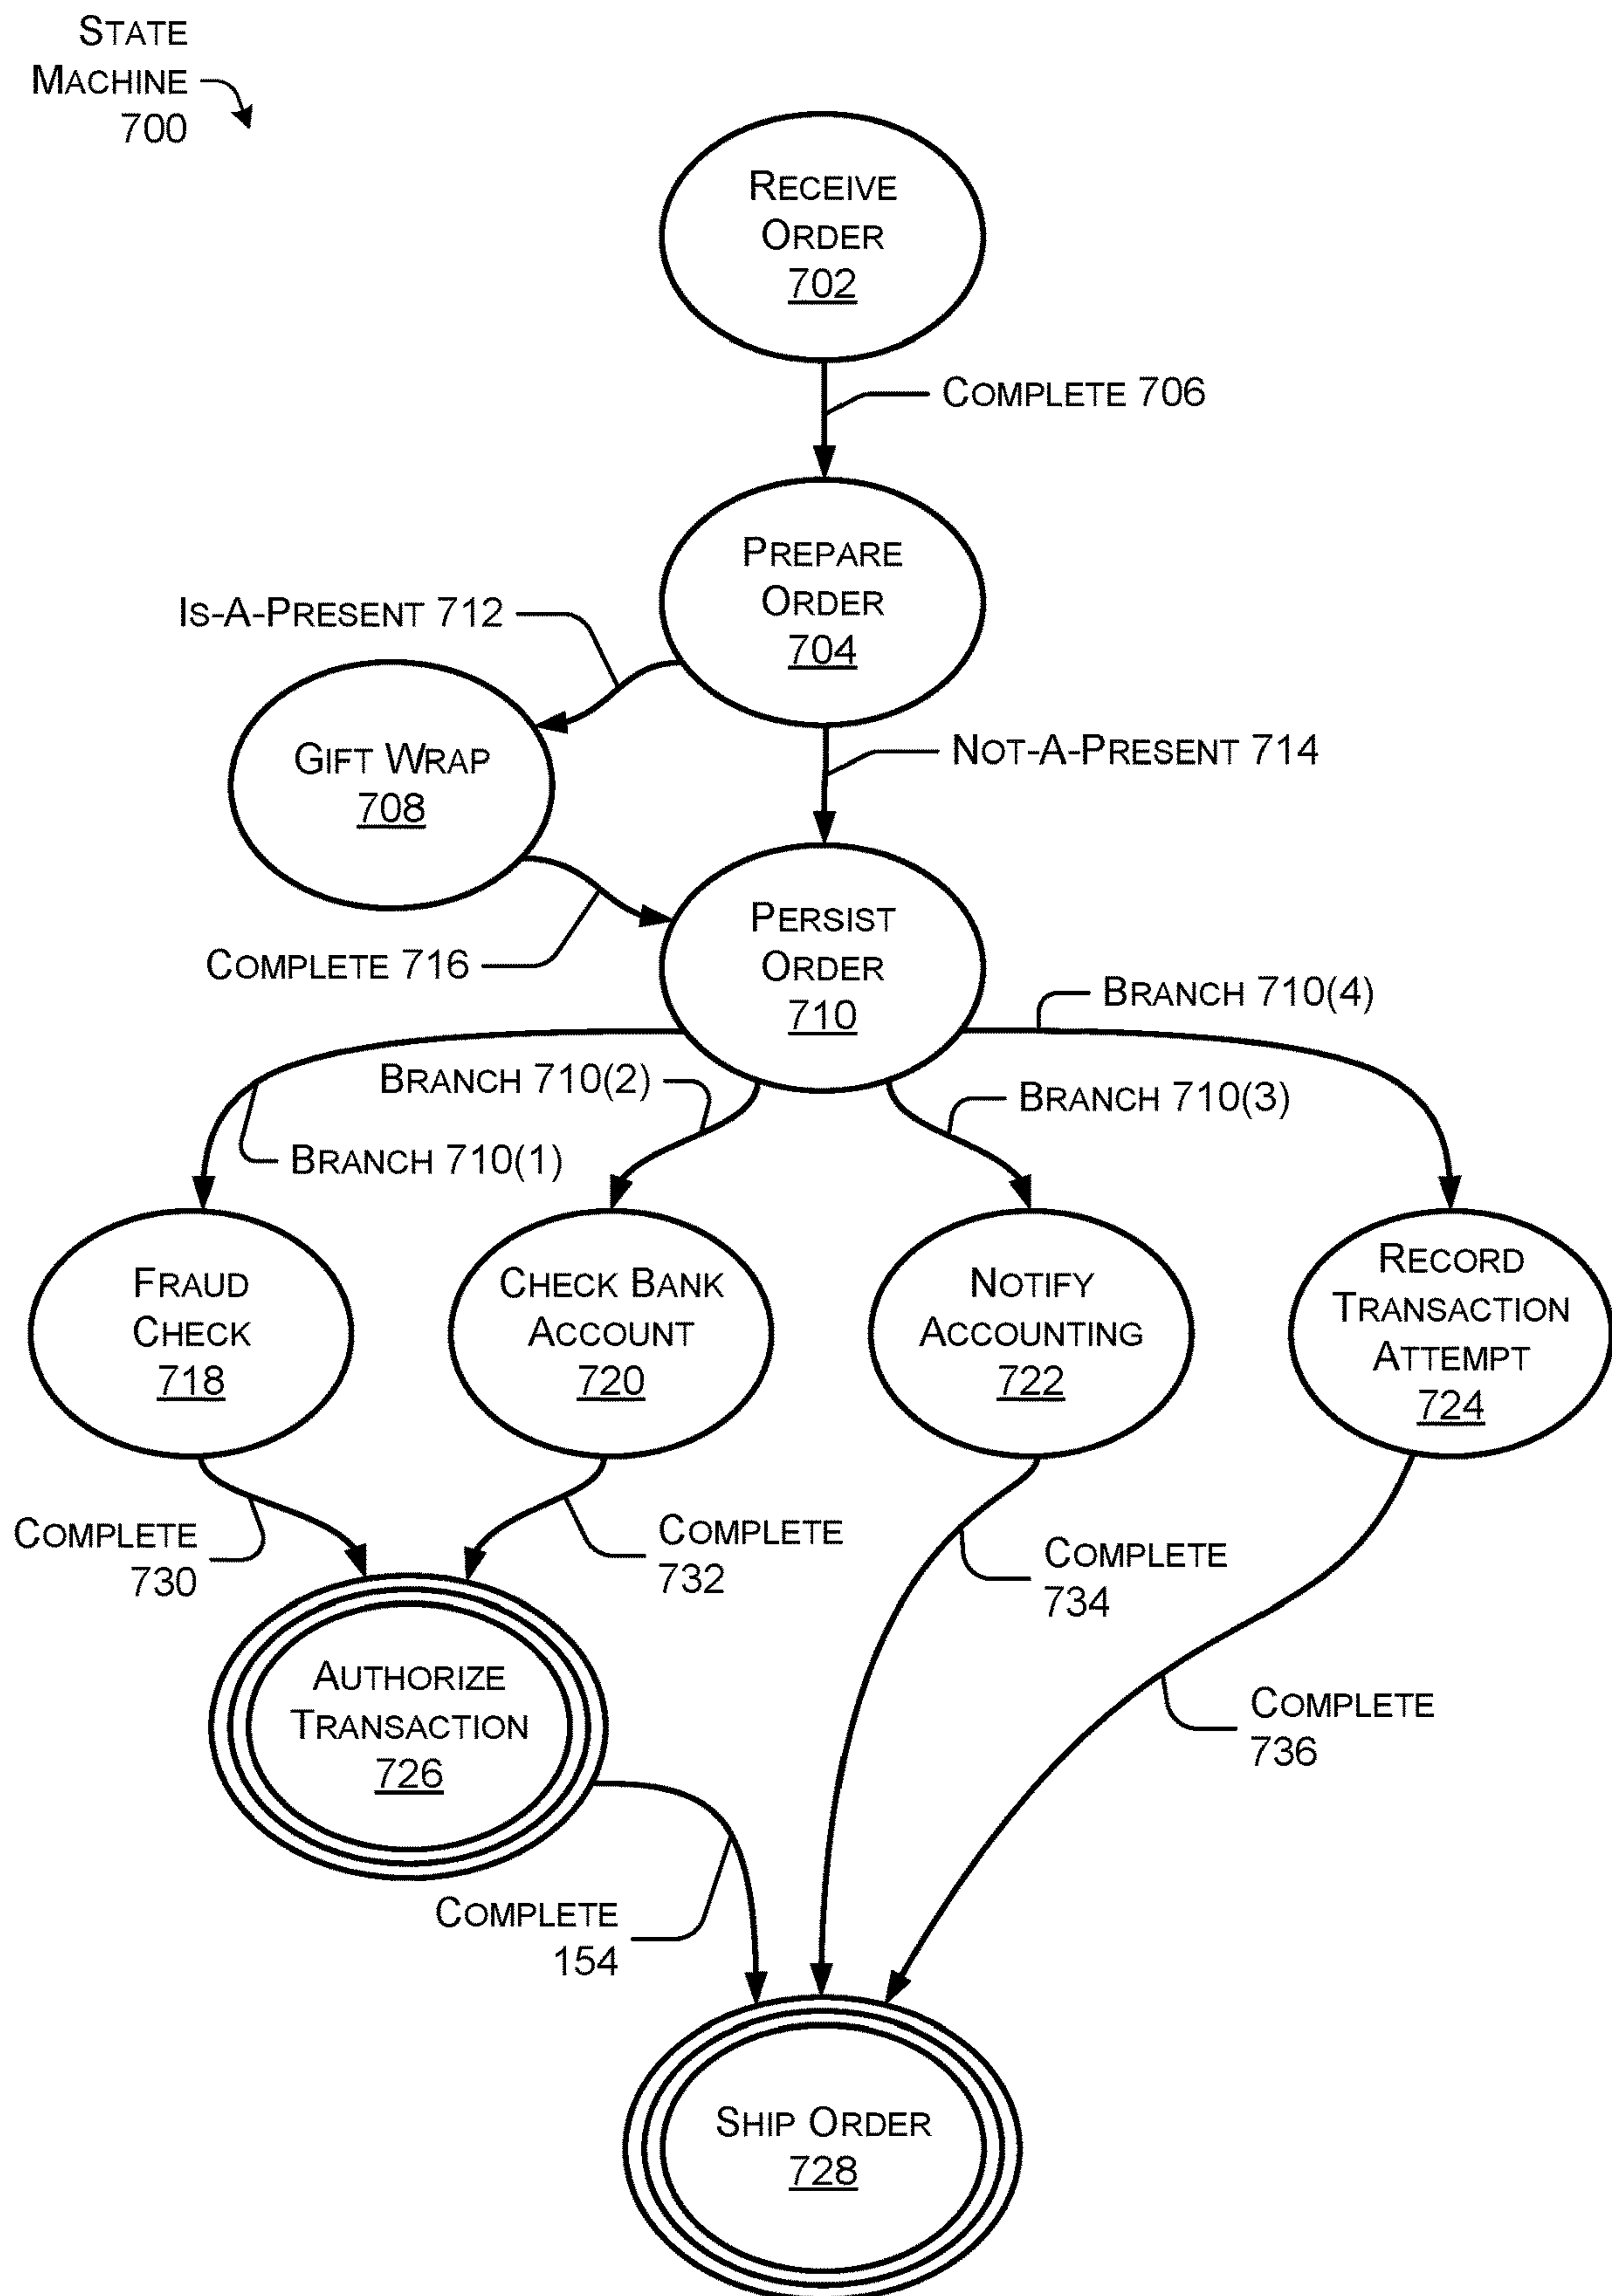 STATE
MACHINE
700
RECEIVE
ORDER
702
COMPLETE 706
PREPARE
ORDER
704
IS-A-PRESENT 712
GIFT WRAP
708
NOT-A-PRESENT 714
COMPLETE 716
PERSIST
ORDER
710
BRANCH 710(4)
BRANCH 710(2)
BRANCH 710(3)
BRANCH 710(1)
FRAUD
CHECK
718
CHECK BANK
ACCOUNT
720
NOTIFY
ACCOUNTING
722
RECORD
TRANSACTION
ATTEMPT
724
COMPLETE
730
COMPLETE
732
COMPLETE
734
COMPLETE
736
AUTHORIZE
TRANSACTION
726
COMPLETE
154
SHIP ORDER
728